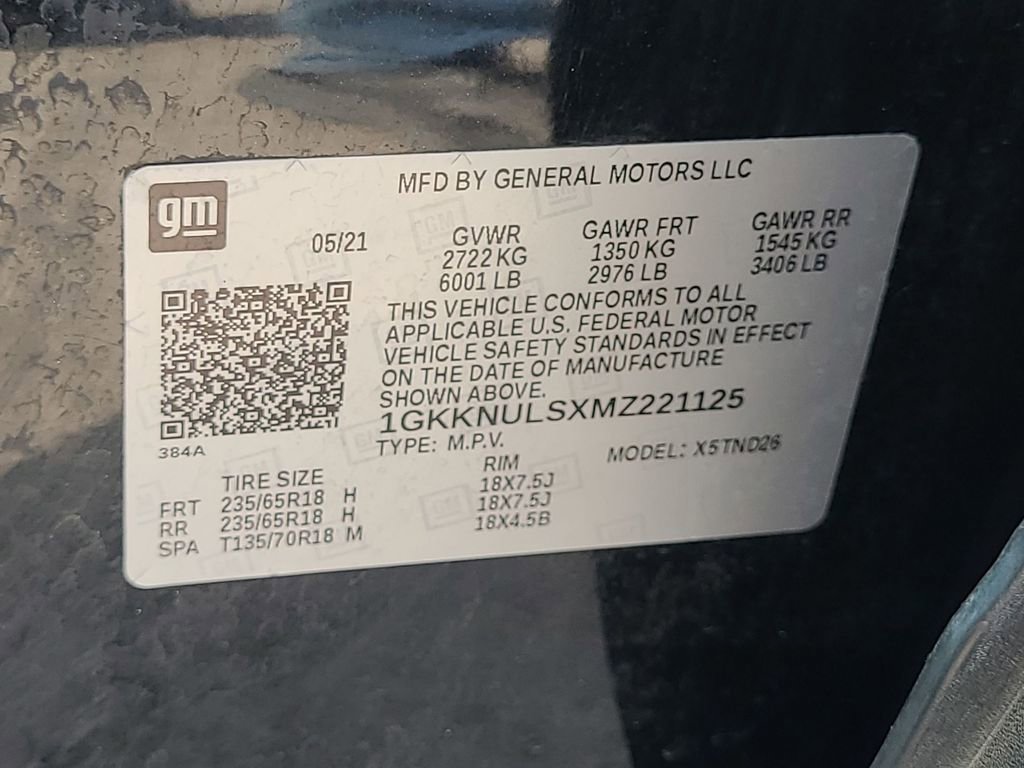 gm
MFD BY GENERAL MOTORS LLC
05/21
GVWR
2722 KG
6001 LB
GAWR FRT
1350 KG
2976 LB
GAWR RR
1545 KG
3406 LB
THIS VEHICLE CONFORMS TO ALL
APPLICABLE U.S. FEDERAL MOTOR
VEHICLE SAFETY STANDARDS IN EFFECT
ON THE DATE OF MANUFACTURE
SHOWN ABOVE.
1GKKNULSXMZ221125
384A
TYPE: M.P.V.
MODEL: X5TND26
TIRE SIZE RIM
FRT 235/65R18 H 18X7.5J
RR 235/65R18 H 18X7.5J
SPA T135/70R18 M 18X4.5B